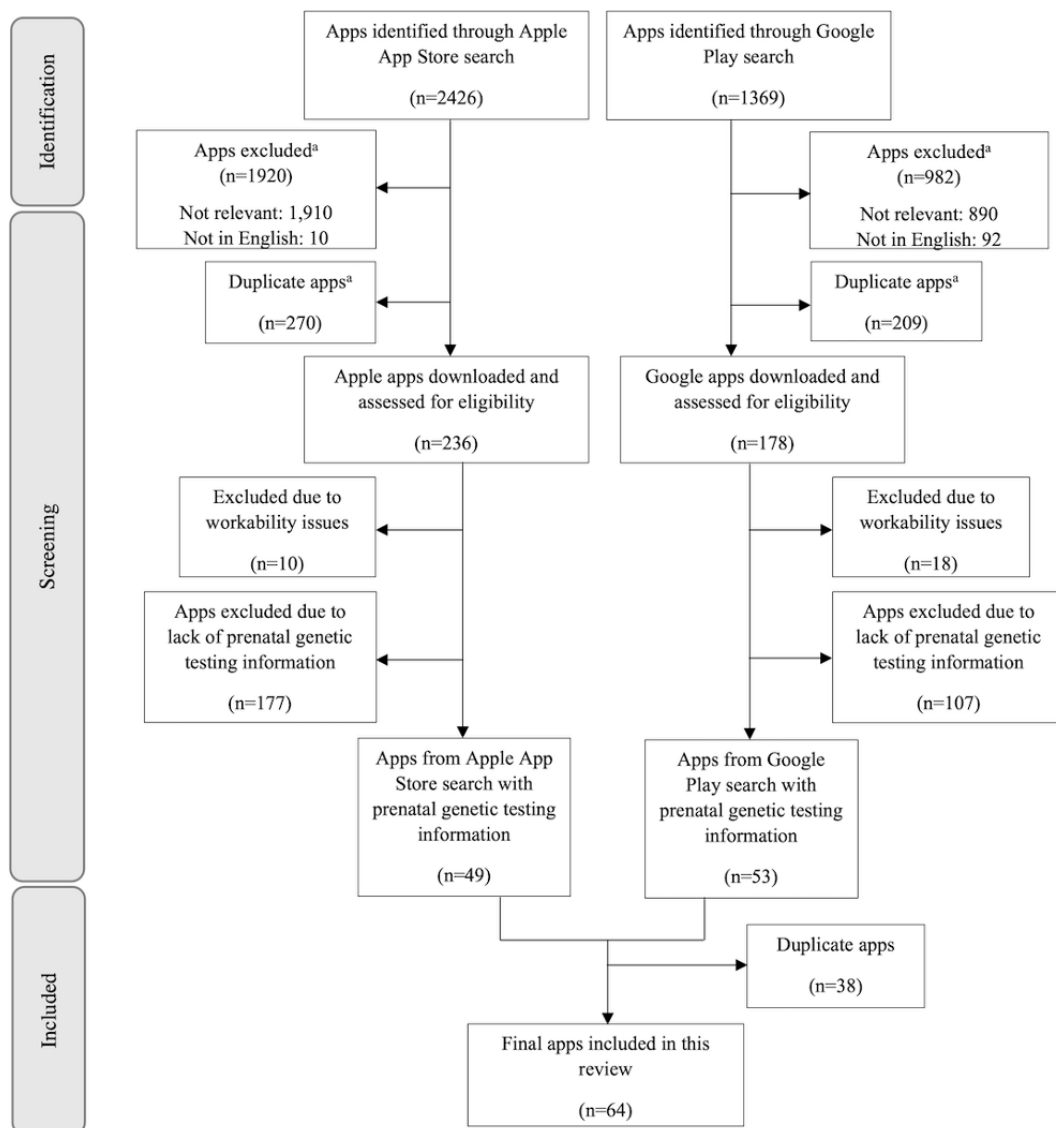 Identification
Apps identified through Apple
App Store search
(n=2426)
Apps identified through Google
Play search
(n=1369)
Apps excludedᵃ
(n=1920)
Not relevant: 1,910
Not in English: 10
Apps excludedᵃ
(n=982)
Not relevant: 890
Not in English: 92
Screening
Duplicate appsᵃ
(n=270)
Duplicate appsᵃ
(n=209)
Apple apps downloaded and
assessed for eligibility
(n=236)
Google apps downloaded and
assessed for eligibility
(n=178)
Excluded due to
workability issues
(n=10)
Excluded due to
workability issues
(n=18)
Apps excluded due to
lack of prenatal genetic
testing information
(n=177)
Apps excluded due to
lack of prenatal genetic
testing information
(n=107)
Apps from Apple App
Store search with
prenatal genetic testing
information
(n=49)
Apps from Google
Play search with
prenatal genetic testing
information
(n=53)
Included
Duplicate apps
(n=38)
Final apps included in this
review
(n=64)